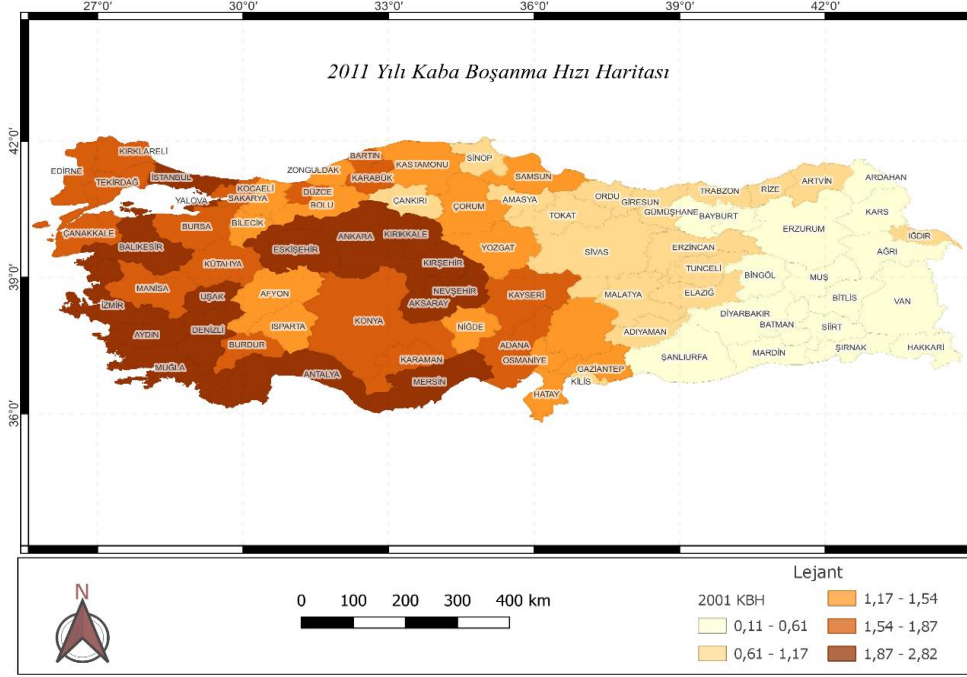 27°0' 30°0' 33°0' 36°0' 39°0' 42°0'
2011 Yılı Kaba Boşanma Hızı Haritası
42°0'
39°0'
36°0'
KIRKLARELİ
EDİRNE
TEKİRDAĞ
İSTANBUL
YALOVA
KOCAELİ
SAKARYA
ZONGULDAK
DÜZCE
BOLU
BARTIN
KARABÜK
KASTAMONU
SİNOP
SAMSUN
ÇANKIRI
ÇORUM
AMASYA
TOKAT
ORDU
GİRESUN
GÜMÜŞHANE
TRABZON
BAYBURT
RİZE
ARTVİN
ARDAHAN
KARS
IĞDIR
ERZURUM
AĞRI
ÇANAKKALE
BALIKESİR
BURSA
BİLECİK
KÜTAHYA
ESKİŞEHİR
ANKARA
KIRIKKALE
KIRŞEHİR
YOZGAT
SİVAS
ERZİNCAN
TUNCELİ
BİNGÖL
MUŞ
BİTLİS
VAN
MANİSA
İZMİR
UŞAK
AFYON
NEVŞEHİR
AKSARAY
KAYSERİ
MALATYA
ELAZIĞ
DİYARBAKIR
BATMAN
SİİRT
ŞIRNAK
HAKKARİ
AYDIN
DENİZLİ
ISPARTA
BURDUR
KONYA
NİĞDE
ADIYAMAN
ŞANLIURFA
MARDİN
MUĞLA
ANTALYA
KARAMAN
MERSİN
ADANA
OSMANİYE
GAZİANTEP
KİLİS
HATAY
N
0 100 200 300 400 km
Lejant
2001 KBH
0,11 - 0,61
0,61 - 1,17
1,17 - 1,54
1,54 - 1,87
1,87 - 2,82